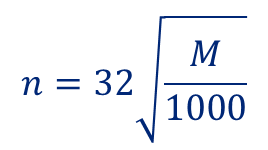 n = 32√(M/1000)